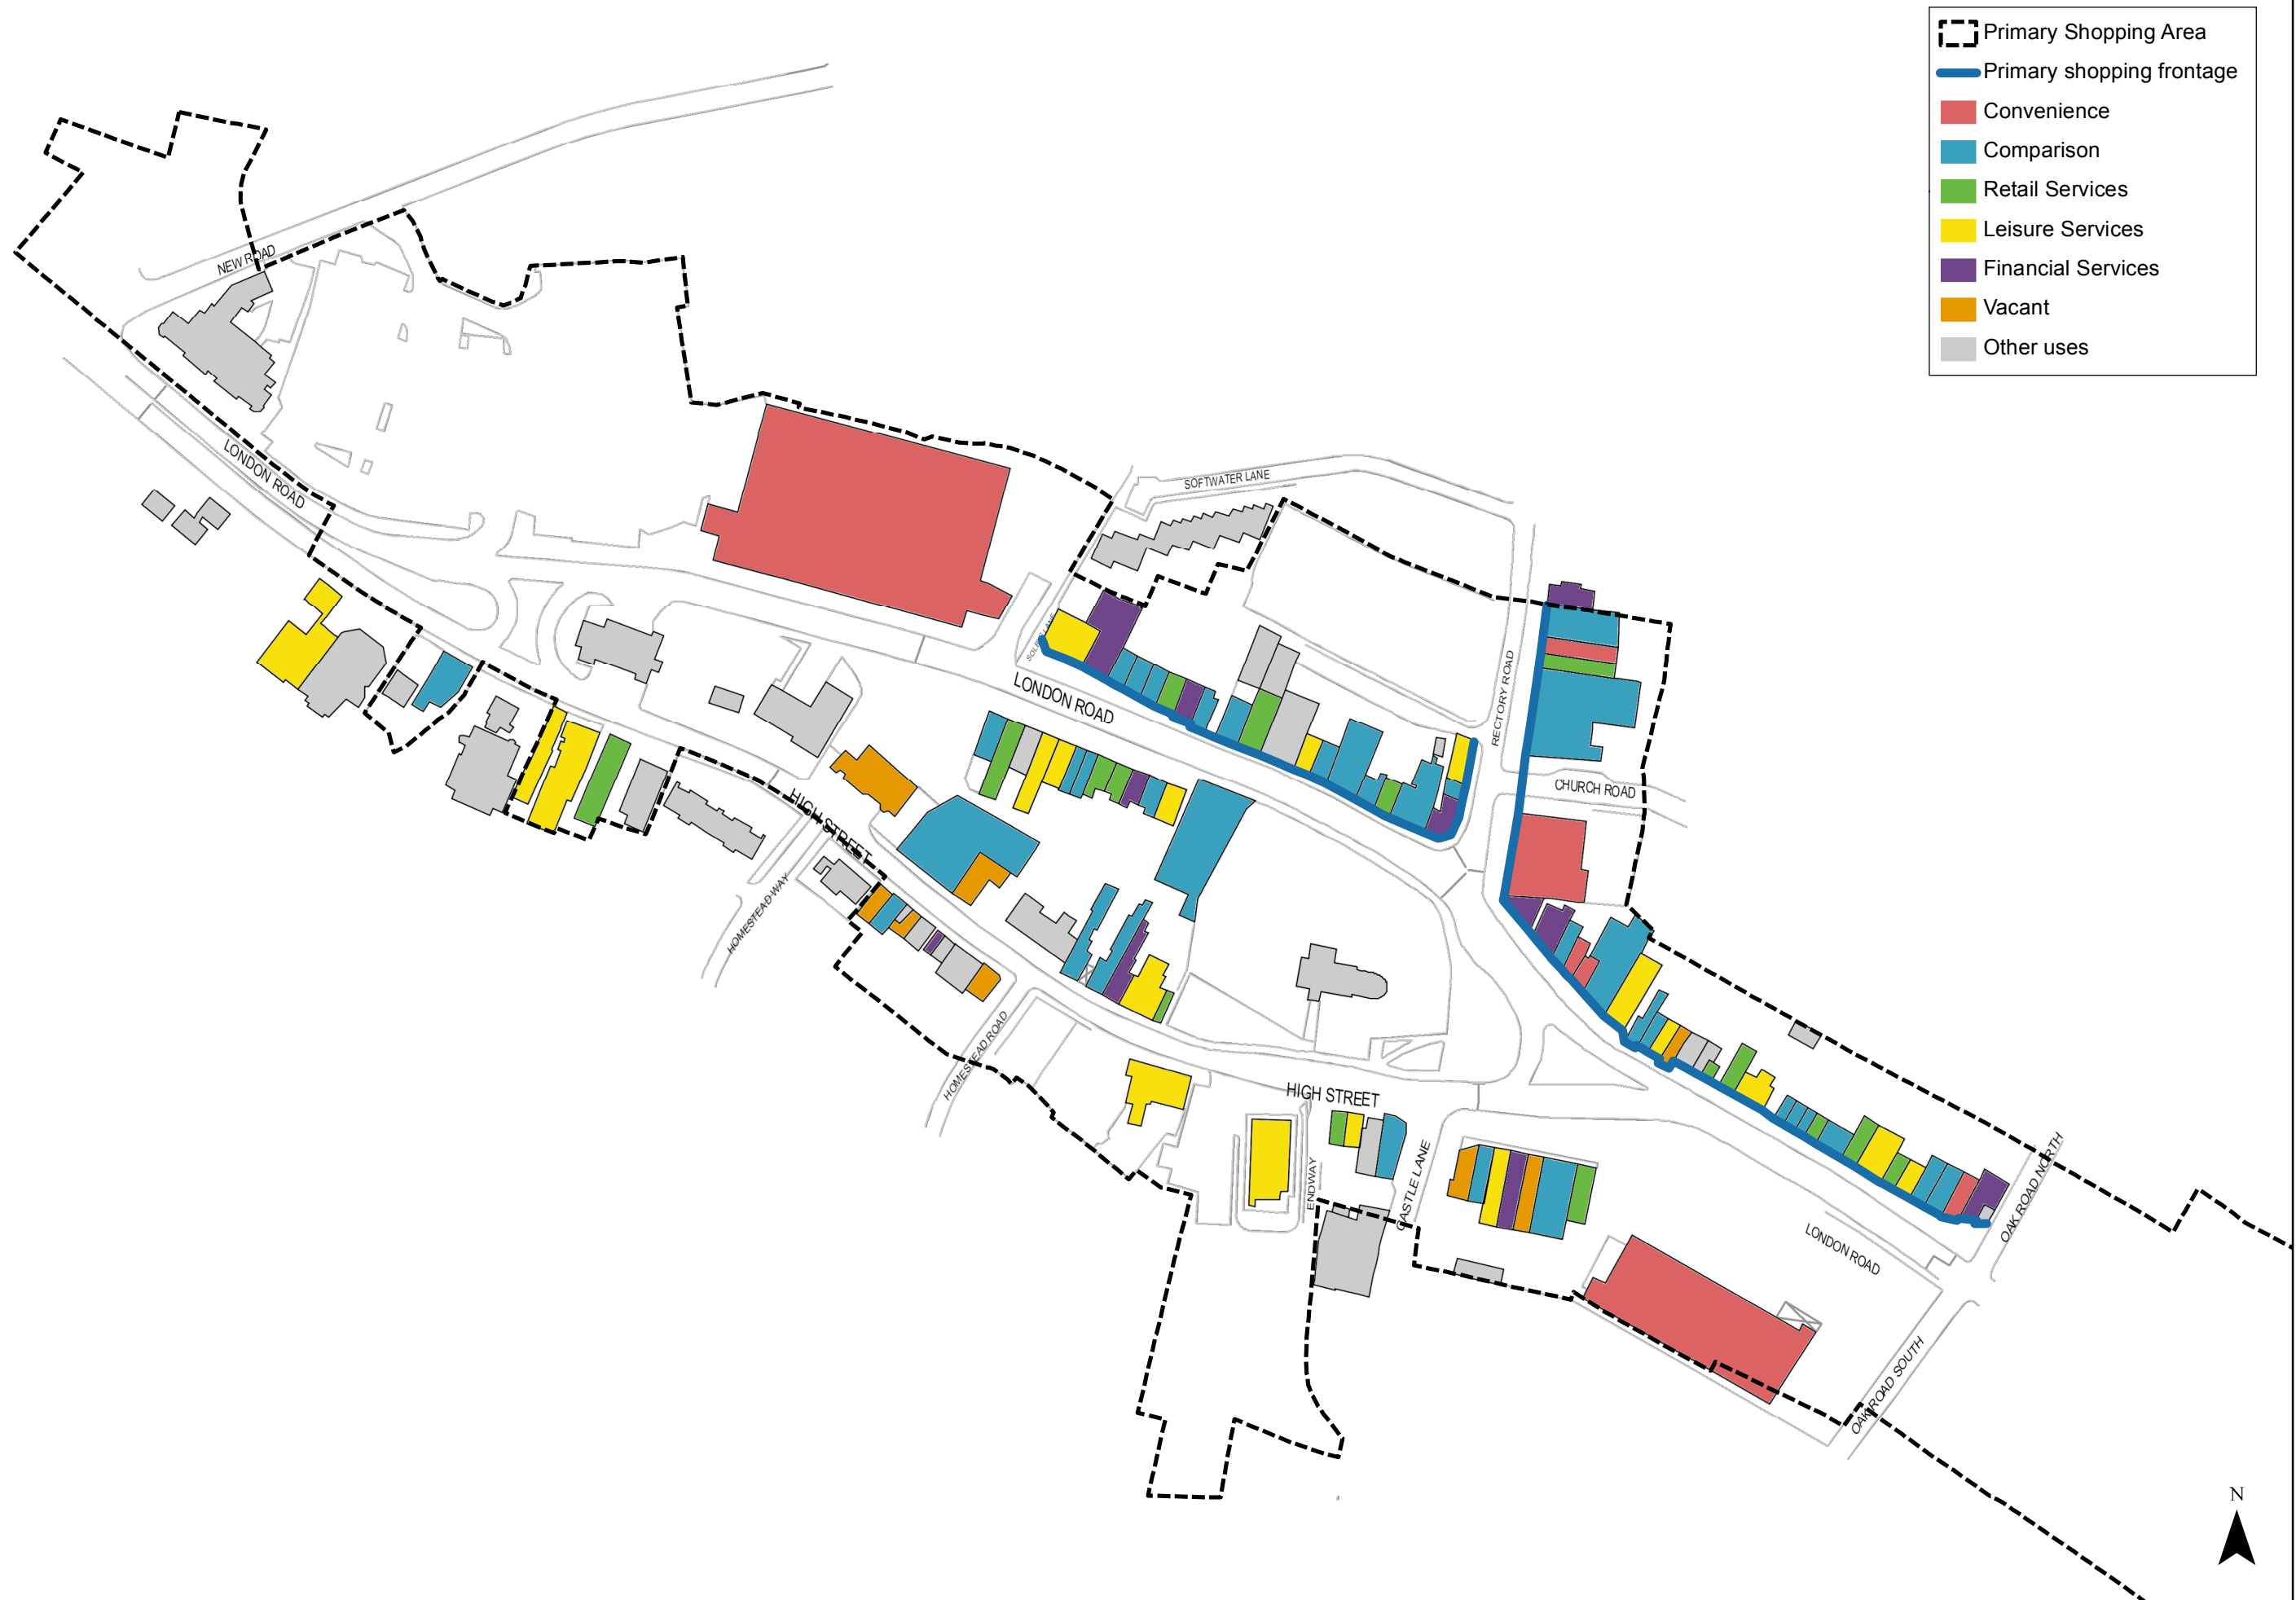 Primary Shopping Area
Primary shopping frontage
Convenience
Comparison
Retail Services
Leisure Services
Financial Services
Vacant
Other uses
NEW ROAD
LONDON ROAD
SOFTWATER LANE
LONDON ROAD
RECTORY ROAD
CHURCH ROAD
HIGH STREET
HOMESTEAD WAY
HOMESTEAD ROAD
HIGH STREET
ENDWAY
CASTLE LANE
LONDON ROAD
OAK ROAD NORTH
OAK ROAD SOUTH
N